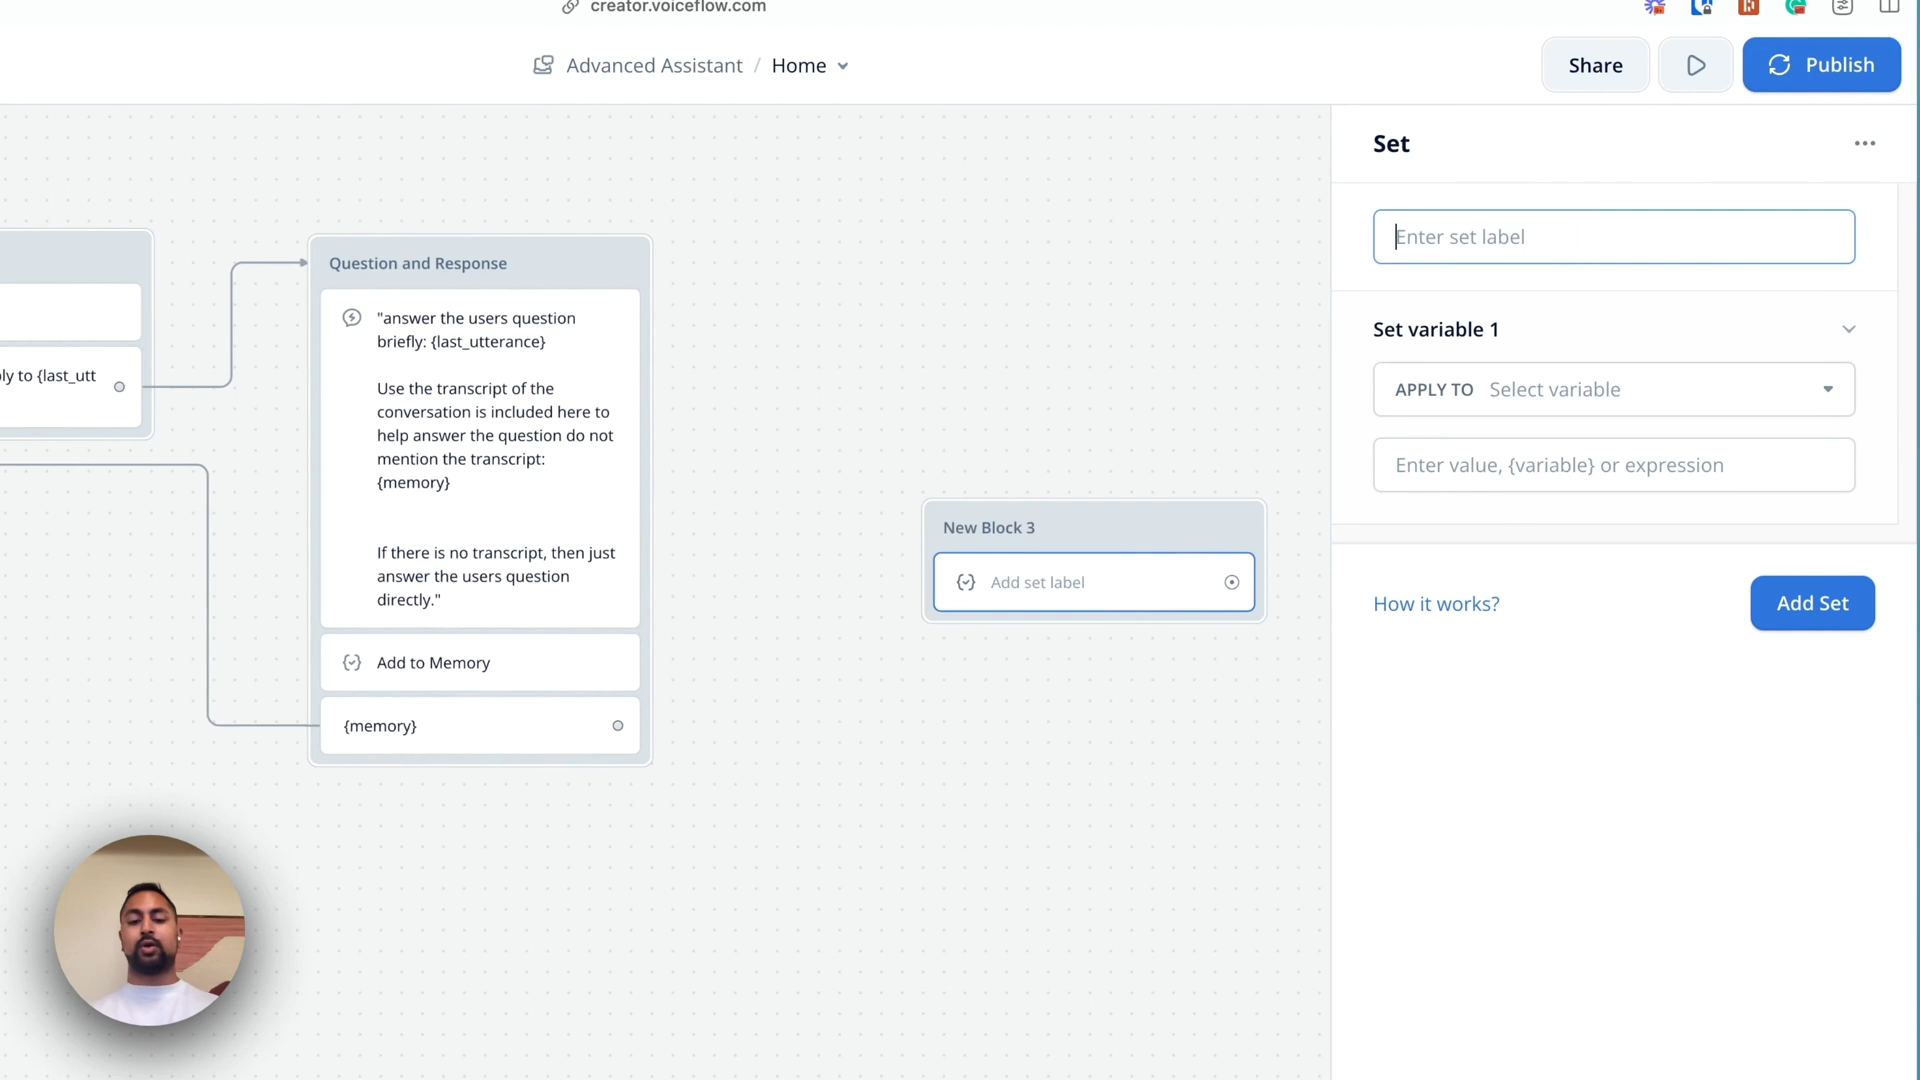 creator.voiceflow.com
Advanced Assistant / Home
Share
Publish
Set
Enter set label
Set variable 1
APPLY TO Select variable
Enter value, {variable} or expression
How it works?
Add Set
ly to {last_utt
Question and Response
"answer the users question
briefly: {last_utterance}
Use the transcript of the
conversation is included here to
help answer the question do not
mention the transcript:
{memory}
If there is no transcript, then just
answer the users question
directly."
Add to Memory
{memory}
New Block 3
Add set label